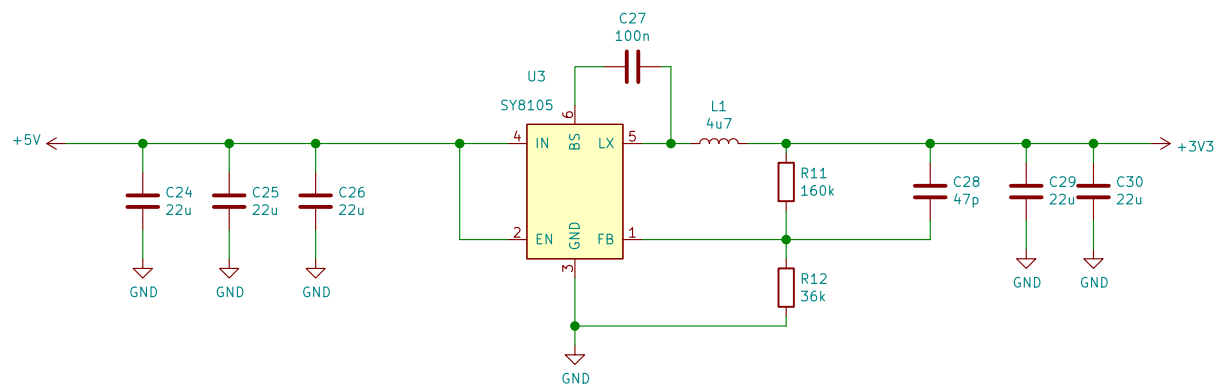 C27
100n
U3
SY8105
6
L1
4u7
+5V
4
IN
BS
LX
5
+3V3
C24
22u
C25
22u
C26
22u
R11
160k
C28
47p
C29
22u
C30
22u
2
EN
GND
FB
1
3
R12
36k
GND
GND
GND
GND
GND
GND